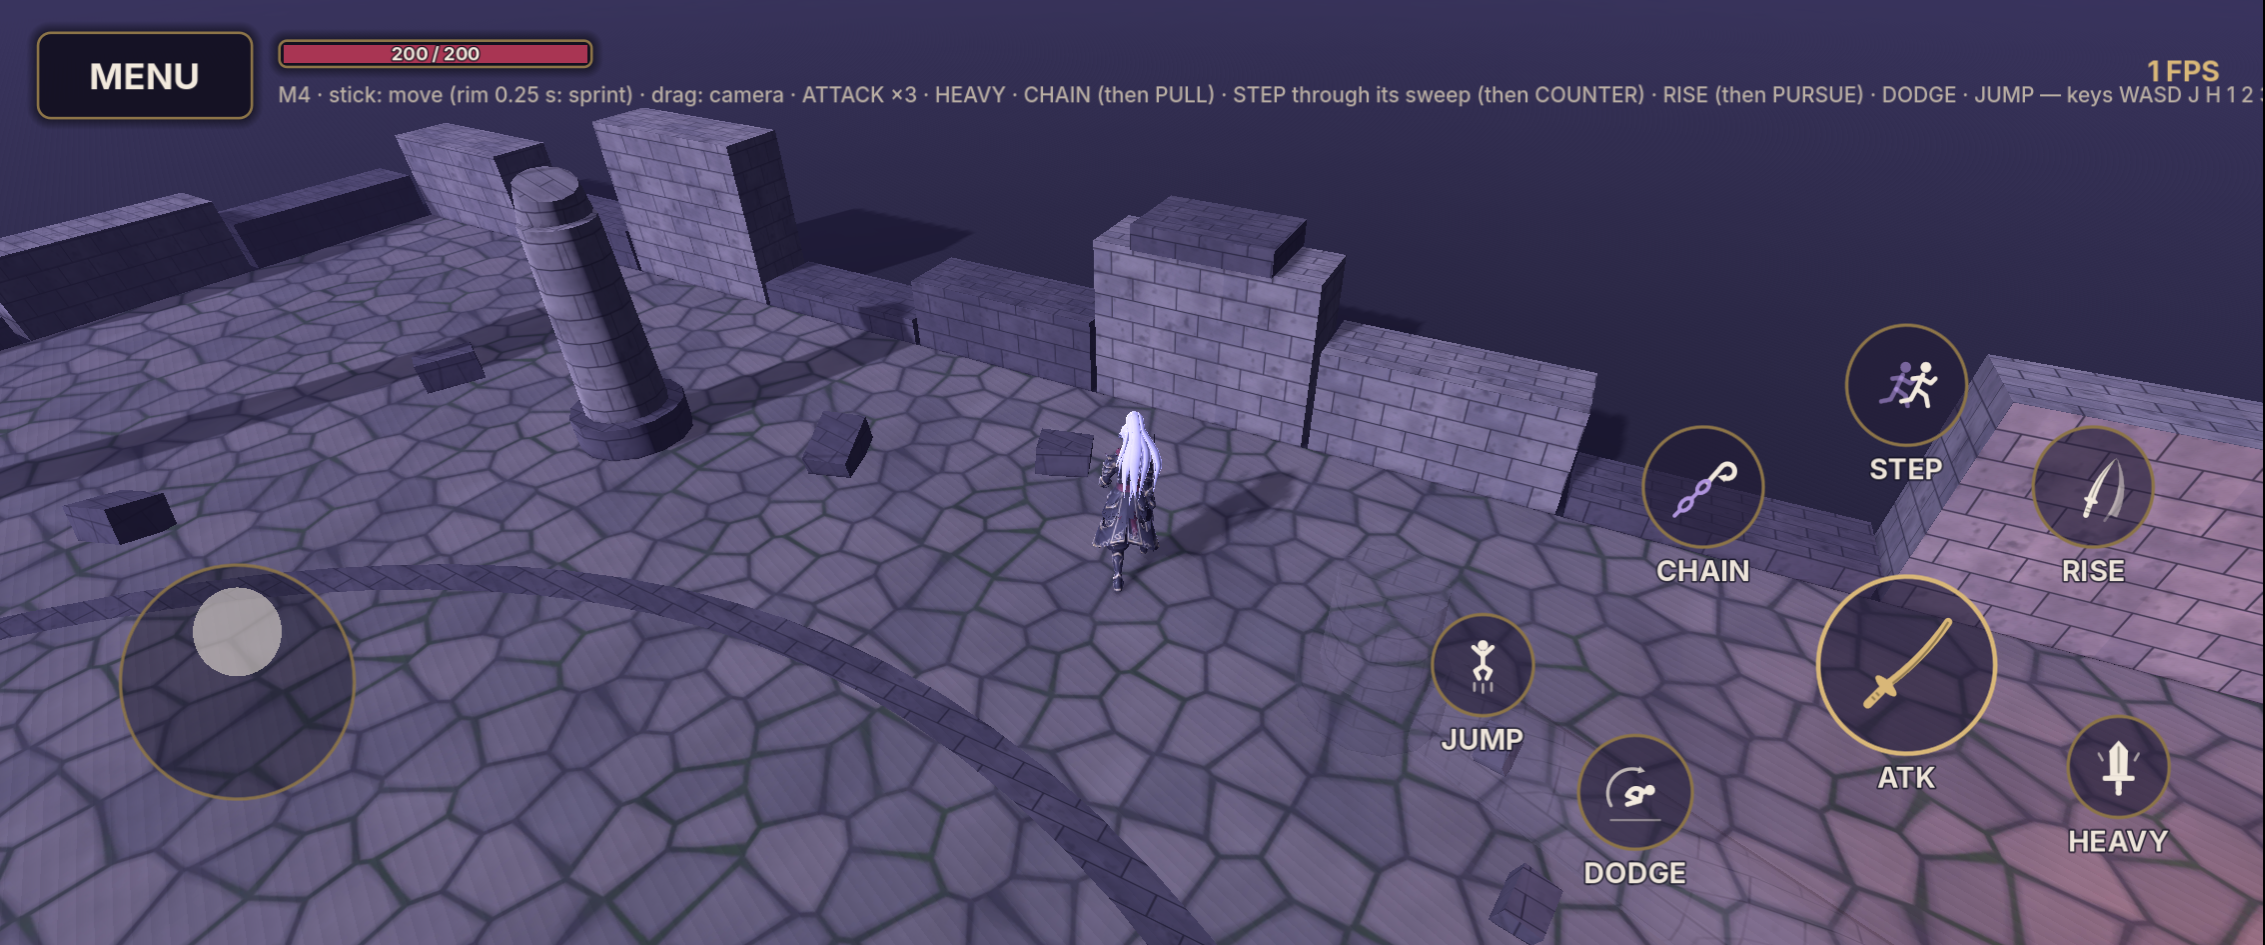 MENU
200 / 200
1 FPS
M4 · stick: move (rim 0.25 s: sprint) · drag: camera · ATTACK ×3 · HEAVY · CHAIN (then PULL) · STEP through its sweep (then COUNTER) · RISE (then PURSUE) · DODGE · JUMP — keys WASD J H 1 2
STEP
CHAIN
RISE
JUMP
ATK
DODGE
HEAVY